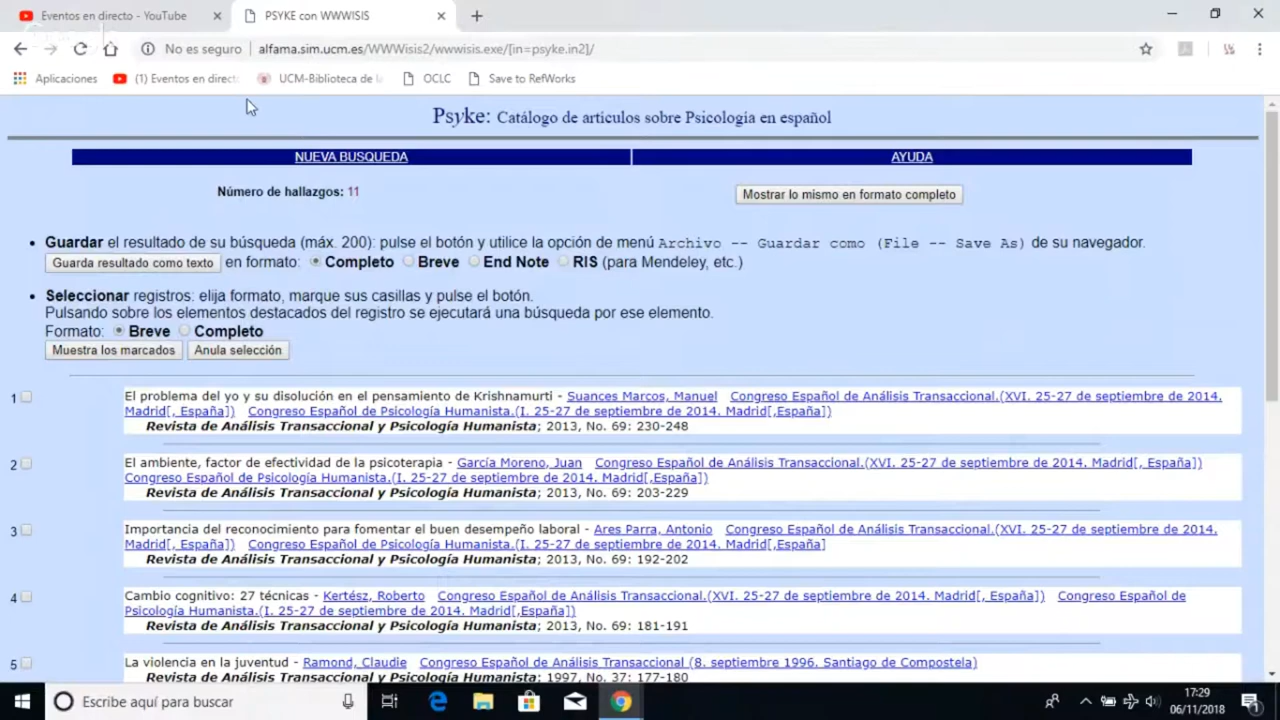 Eventos en directo - YouTube
PSYKE con WWWISIS
No es seguro
alfama.sim.ucm.es/WWWisis2/wwwisis.exe/[in=psyke.in2]/
Aplicaciones
(1) Eventos en direct
UCM-Biblioteca de l
OCLC
Save to RefWorks
Psyke: Catálogo de artículos sobre Psicología en español
NUEVA BUSQUEDA
AYUDA
Número de hallazgos: 11
Mostrar lo mismo en formato completo
Guardar el resultado de su búsqueda (máx. 200): pulse el botón y utilice la opción de menú Archivo -- Guardar como (File -- Save As) de su navegador.
Guarda resultado como texto en formato: Completo Breve End Note RIS (para Mendeley, etc.)
Seleccionar registros: elija formato, marque sus casillas y pulse el botón.
Pulsando sobre los elementos destacados del registro se ejecutará una búsqueda por ese elemento.
Formato: Breve Completo
Muestra los marcados Anula selección
1 El problema del yo y su disolución en el pensamiento de Krishnamurti - Suances Marcos, Manuel Congreso Español de Análisis Transaccional.(XVI. 25-27 de septiembre de 2014.
Madrid[, España]) Congreso Español de Psicología Humanista.(I. 25-27 de septiembre de 2014. Madrid[,España])
Revista de Análisis Transaccional y Psicología Humanista; 2013, No. 69: 230-248
2 El ambiente, factor de efectividad de la psicoterapia - García Moreno, Juan Congreso Español de Análisis Transaccional.(XVI. 25-27 de septiembre de 2014. Madrid[, España])
Congreso Español de Psicología Humanista.(I. 25-27 de septiembre de 2014. Madrid[,España])
Revista de Análisis Transaccional y Psicología Humanista; 2013, No. 69: 203-229
3 Importancia del reconocimiento para fomentar el buen desempeño laboral - Ares Parra, Antonio Congreso Español de Análisis Transaccional.(XVI. 25-27 de septiembre de 2014.
Madrid[, España]) Congreso Español de Psicología Humanista.(I. 25-27 de septiembre de 2014. Madrid[,España]
Revista de Análisis Transaccional y Psicología Humanista; 2013, No. 69: 192-202
4 Cambio cognitivo: 27 técnicas - Kertész, Roberto Congreso Español de Análisis Transaccional.(XVI. 25-27 de septiembre de 2014. Madrid[, España]) Congreso Español de
Psicología Humanista.(I. 25-27 de septiembre de 2014. Madrid[,España])
Revista de Análisis Transaccional y Psicología Humanista; 2013, No. 69: 181-191
5 La violencia en la juventud - Ramond, Claudie Congreso Español de Análisis Transaccional (8. septiembre 1996. Santiago de Compostela)
Revista de Análisis Transaccional y Psicología Humanista; 1997, No. 37: 177-180
Escribe aquí para buscar
17:29
06/11/2018
1